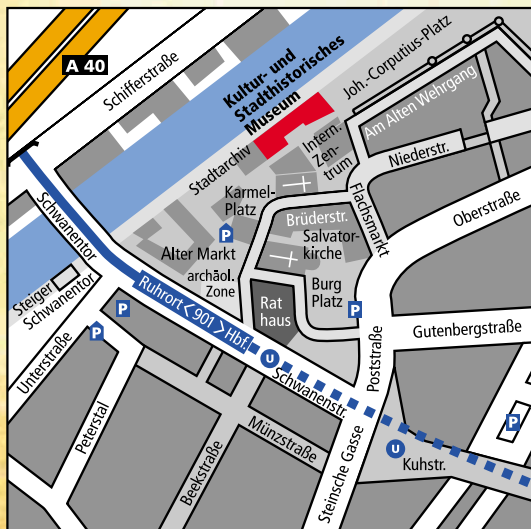 A 40
Schifferstraße
Kultur- und
Stadthistorisches
Museum
Joh.-Corputius-Platz
Am Alten Wehrgang
Stadtarchiv
Intern.
Zen-
trum
Niederstr.
Karmel-
Platz
Flachsmarkt
Schwanentor
Brüderstr.
Oberstraße
P
Alter Markt
Salvator-
kirche
archäol.
Zone
Burg
Platz
Steiger
Schwanentor
Ruhrort <901> Hbf.
Rat
haus
P
P
P
Gutenbergstraße
Unterstraße
U
Poststraße
Schwanenstr.
Peterstal
Münzstraße
P
Beekstraße
Steinsche Gasse
U
Kuhstr.